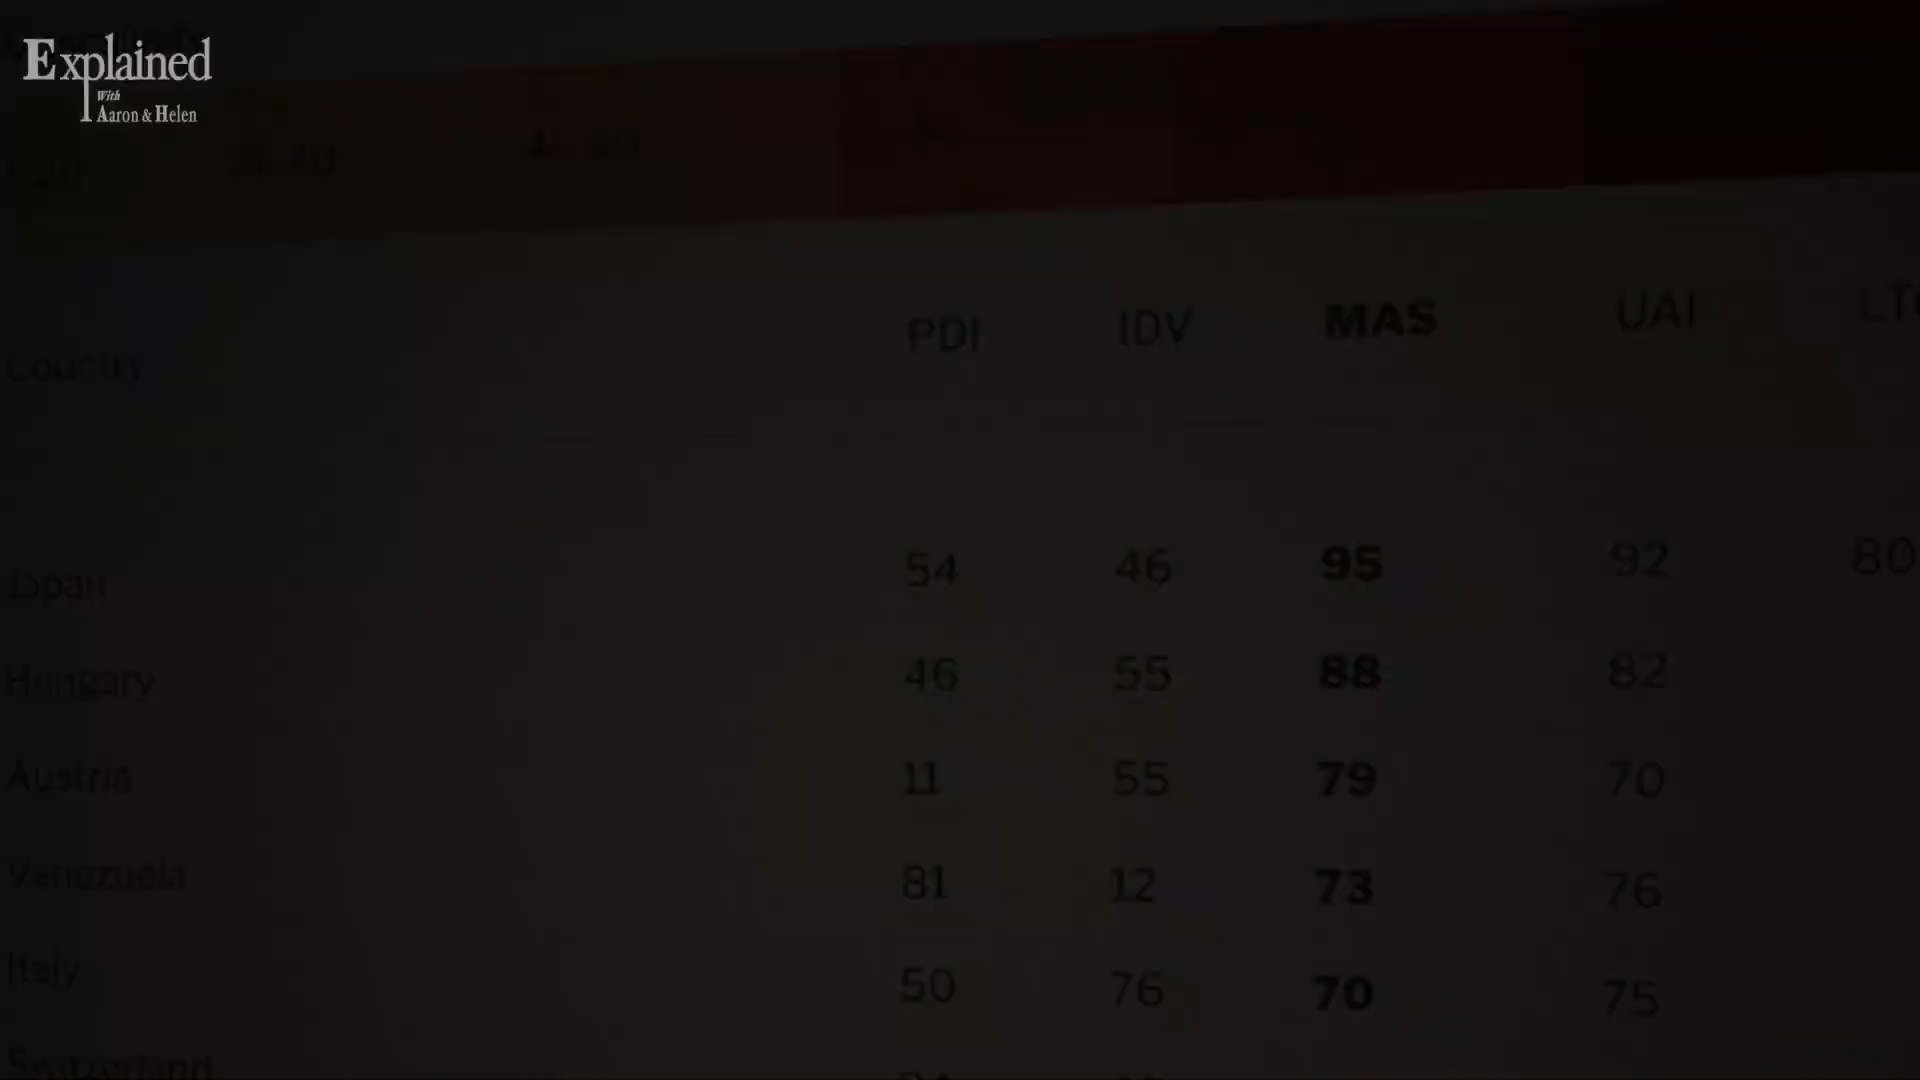 Explained
With
Aaron & Helen
Country PDI IDV MAS UAI
Japan 54 46 95 92 80
Hungary 46 55 88 82
Austria 11 55 79 70
Venezuela 81 12 73 76
Italy 50 76 70 75
Switzerland